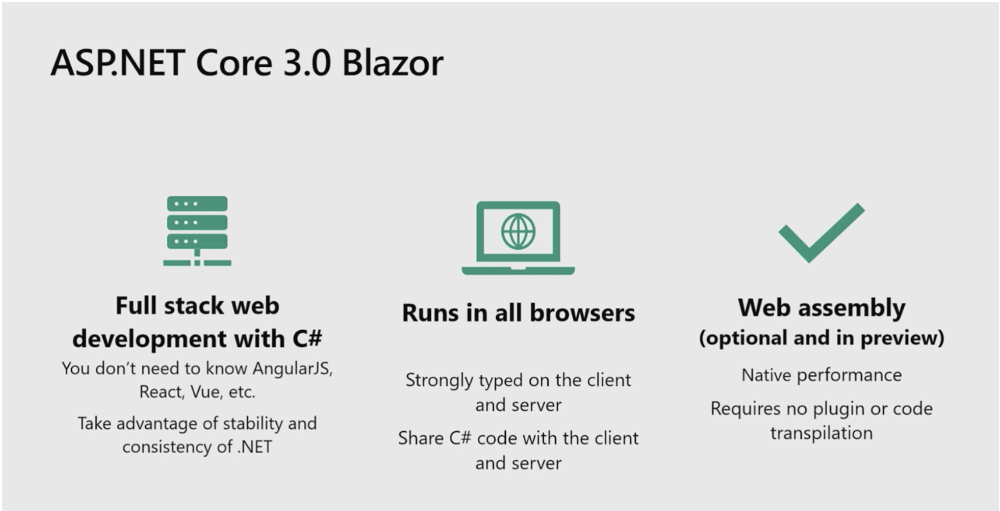 ASP.NET Core 3.0 Blazor
Full stack web
development with C#
You don't need to know AngularJS,
React, Vue, etc.
Take advantage of stability and
consistency of .NET
Runs in all browsers
Strongly typed on the client
and server
Share C# code with the client
and server
Web assembly
(optional and in preview)
Native performance
Requires no plugin or code
transpilation